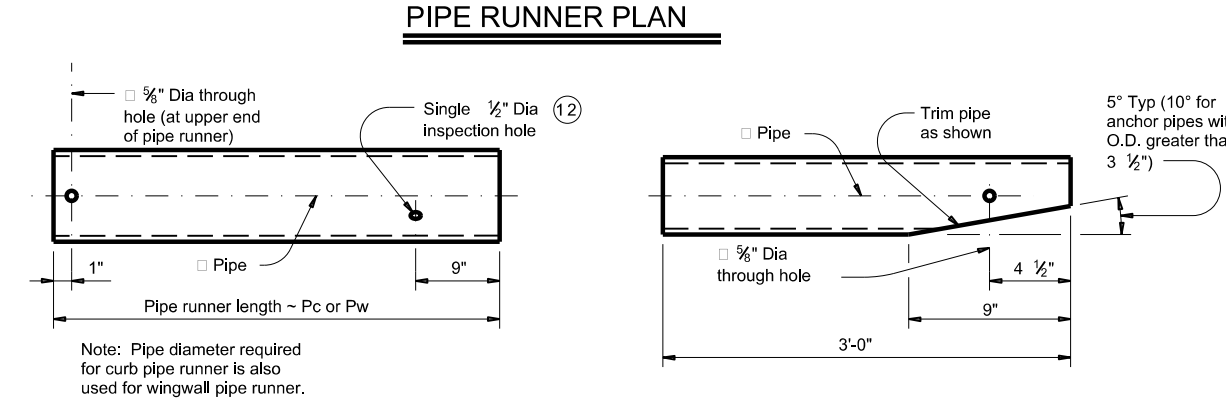 PIPE RUNNER PLAN
□ ⅝" Dia through
hole (at upper end
of pipe runner)
Single ½" Dia
inspection hole
12
□ Pipe
1"
9"
Pipe runner length ~ Pc or Pw
Note: Pipe diameter required
for curb pipe runner is also
used for wingwall pipe runner.
□ Pipe
Trim pipe
as shown
5° Typ (10° for
anchor pipes wit
O.D. greater tha
3 ½")
□ ⅝" Dia
through hole
4 ½"
9"
3'-0"